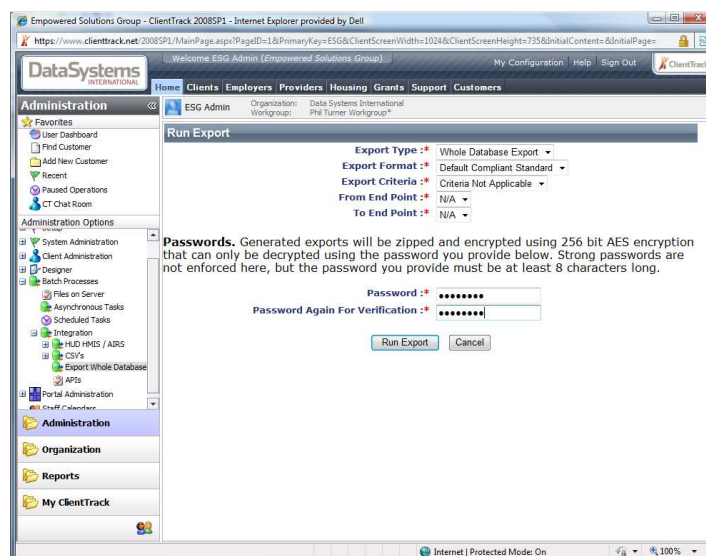 Empowered Solutions Group - ClientTrack 2008SP1 - Internet Explorer provided by Dell
https://www.clienttrack.net/2008SP1/MainPage.aspx?PageID=1&PrimaryKey=ESG&ClientScreenWidth=1024&ClientScreenHeight=735&InitialContent=&InitialPage=
DataSystems
INTERNATIONAL
Welcome ESG Admin (Empowered Solutions Group)
My Configuration Help Sign Out
ClientTrack
Home Clients Employers Providers Housing Grants Support Customers
Administration
ESG Admin
Organization: Data Systems International
Workgroup: Phil Turner Workgroup*
Favorites
User Dashboard
Find Customer
Add New Customer
Recent
Paused Operations
CT Chat Room
Administration Options
Setup
System Administration
Client Administration
Designer
Batch Processes
Files on Server
Asynchronous Tasks
Scheduled Tasks
Integration
HUD HMIS / AIRS
CSV's
Export Whole Database
APIs
Portal Administration
Staff Calendars
Administration
Organization
Reports
My ClientTrack
Run Export
Export Type :* Whole Database Export
Export Format :* Default Compliant Standard
Export Criteria :* Criteria Not Applicable
From End Point :* N/A
To End Point :* N/A
Passwords. Generated exports will be zipped and encrypted using 256 bit AES encryption
that can only be decrypted using the password you provide below. Strong passwords are
not enforced here, but the password you provide must be at least 8 characters long.
Password :* ●●●●●●●●
Password Again For Verification :* ●●●●●●●●
Run Export Cancel
Internet | Protected Mode: On
100%